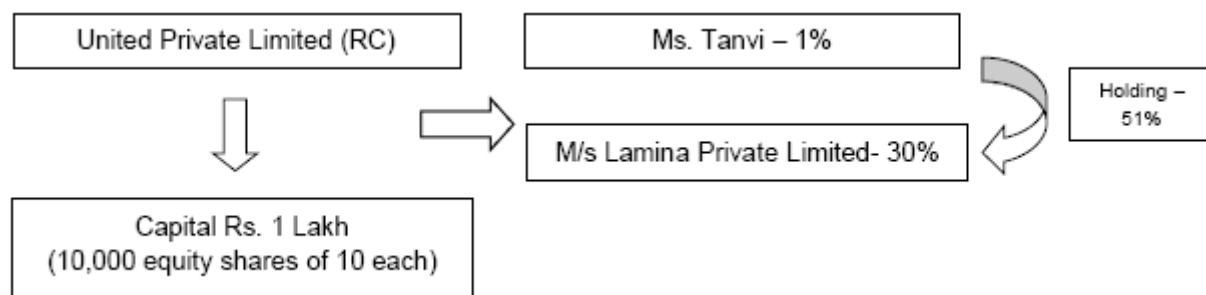 United Private Limited (RC)
Ms. Tanvi – 1%
Holding –
51%
M/s Lamina Private Limited- 30%
Capital Rs. 1 Lakh
(10,000 equity shares of 10 each)